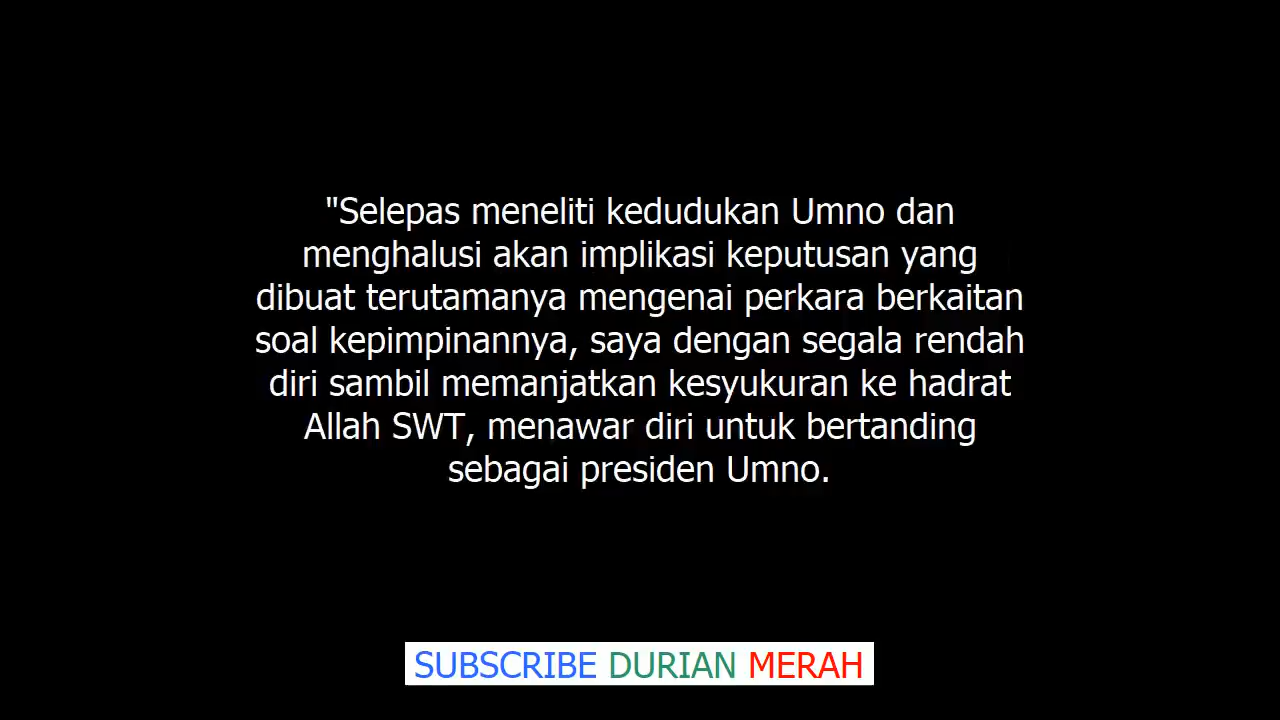 "Selepas meneliti kedudukan Umno dan
menghalusi akan implikasi keputusan yang
dibuat terutamanya mengenai perkara berkaitan
soal kepimpinannya, saya dengan segala rendah
diri sambil memanjatkan kesyukuran ke hadrat
Allah SWT, menawar diri untuk bertanding
sebagai presiden Umno.
SUBSCRIBE DURIAN MERAH